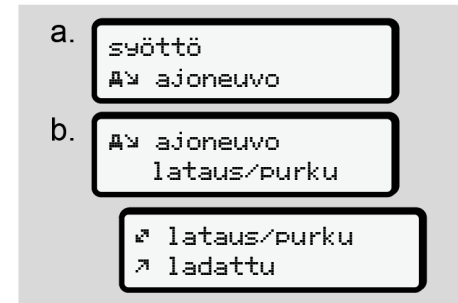 a.
syöttö
ajoneuvo
b.
ajoneuvo
lataus/purku
lataus/purku
ladattu